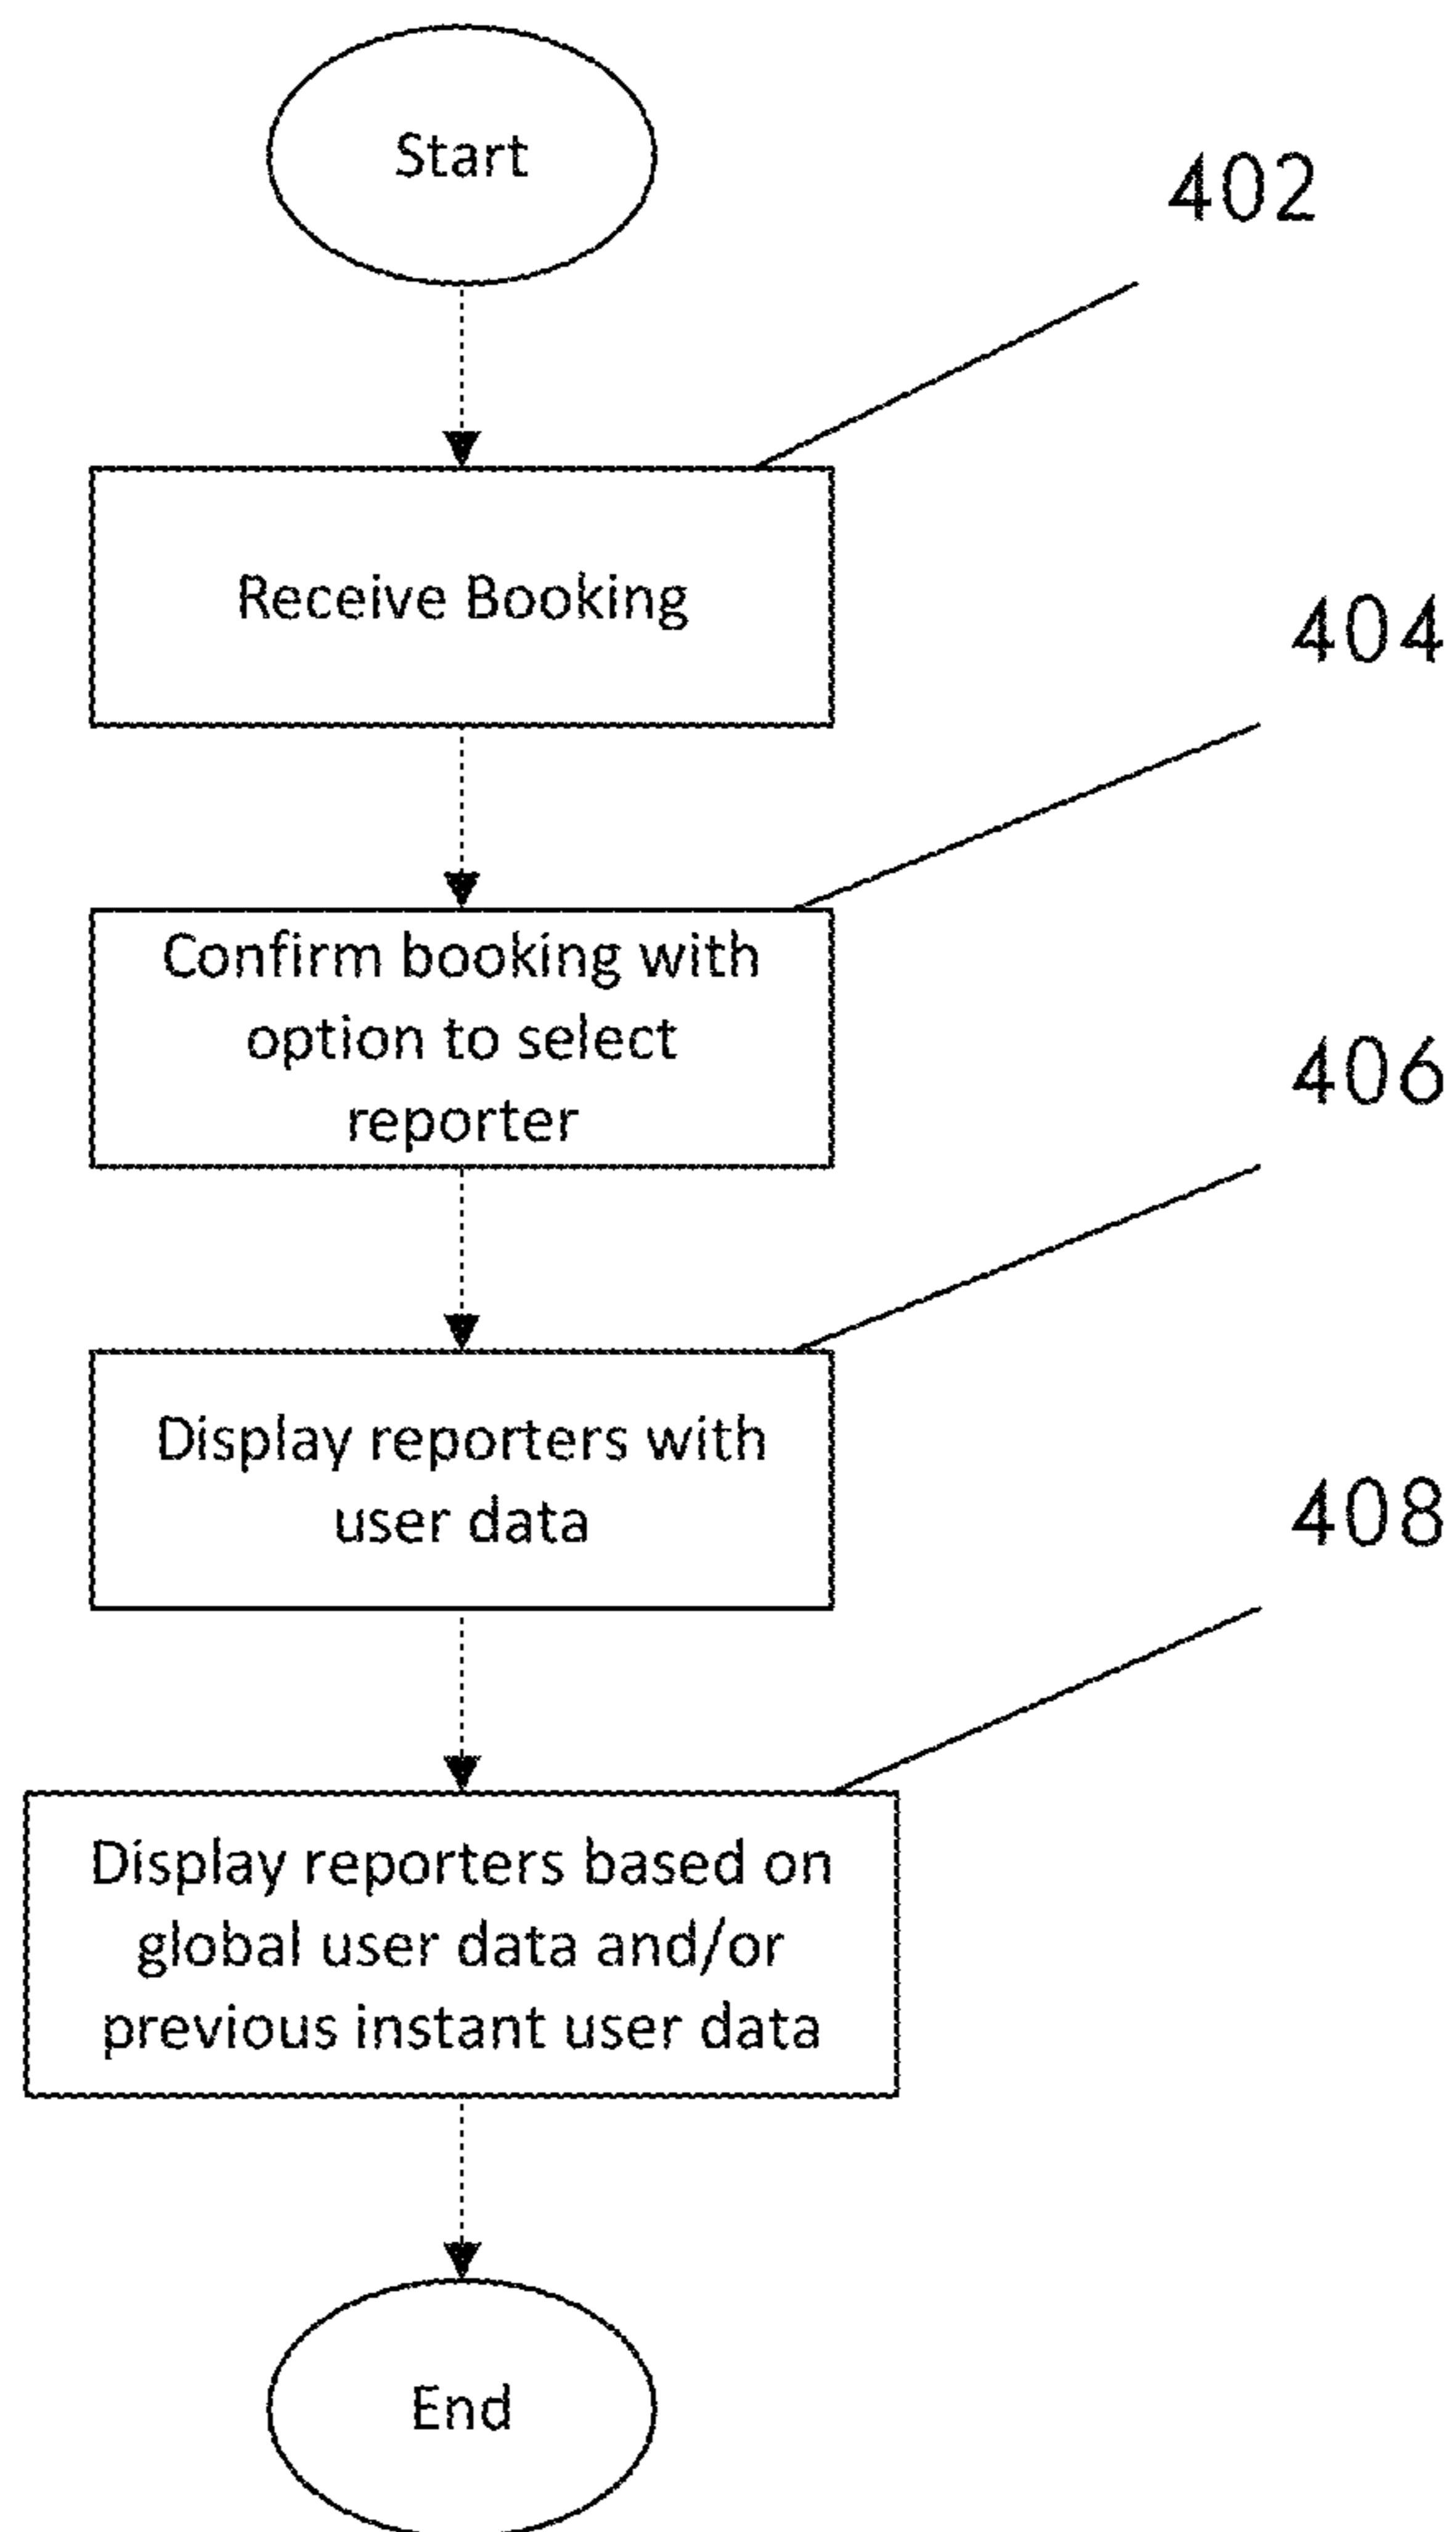 Start
402
Receive Booking
404
Confirm booking with
option to select
reporter
406
Display reporters with
user data
408
Display reporters based on
global user data and/or
previous instant user data
End